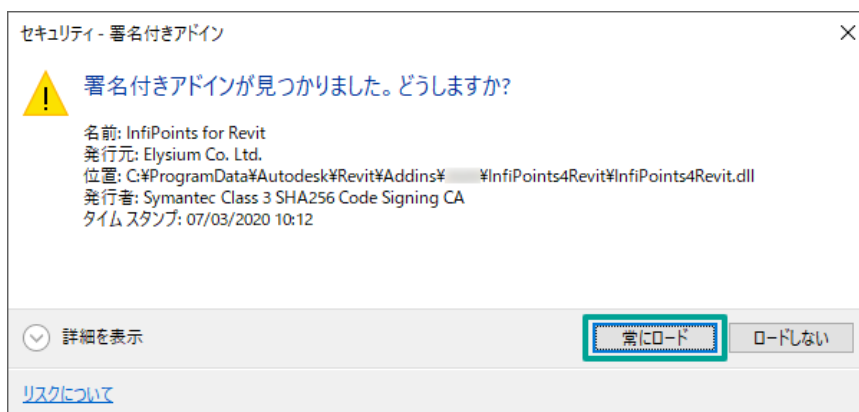 セキュリティ - 署名付きアドイン
署名付きアドインが見つかりました。どうしますか?
名前: InfiPoints for Revit
発行元: Elysium Co. Ltd.
位置: C:¥ProgramData¥Autodesk¥Revit¥Addins¥ ¥InfiPoints4Revit¥InfiPoints4Revit.dll
発行者: Symantec Class 3 SHA256 Code Signing CA
タイム スタンプ: 07/03/2020 10:12
詳細を表示
常にロード
ロードしない
リスクについて